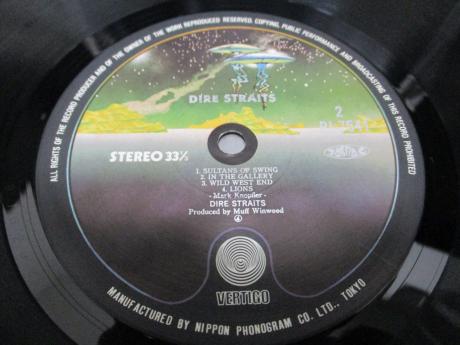 ALL RIGHTS OF THE RECORD PRODUCER AND OF THE OWNER OF THE WORK REPRODUCED RESERVED. COPYING, PUBLIC PERFORMANCE AND BROADCASTING OF THIS RECORD PROHIBITED
DIRE STRAITS
2
STEREO 33⅓
1. SULTANS OF SWING
2. IN THE GALLERY
3. WILD WEST END
4. LIONS
- Mark Knopfler -
DIRE STRAITS
Produced by Muff Winwood
VERTIGO
MANUFACTURED BY NIPPON PHONOGRAM CO. LTD., TOKYO